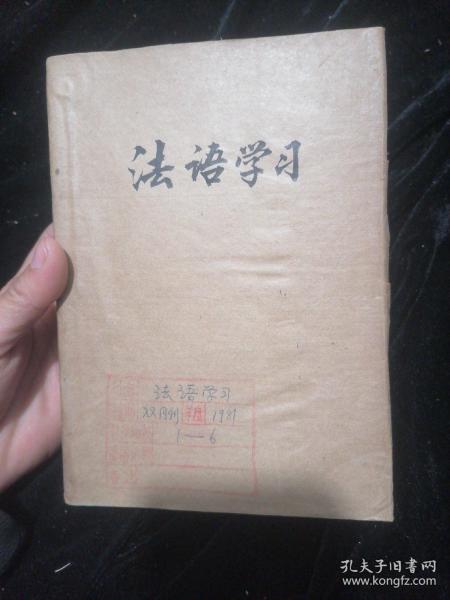 法语学习
法语学习
双月刊 1981
1—6
孔夫子旧书网
www.kongfz.com